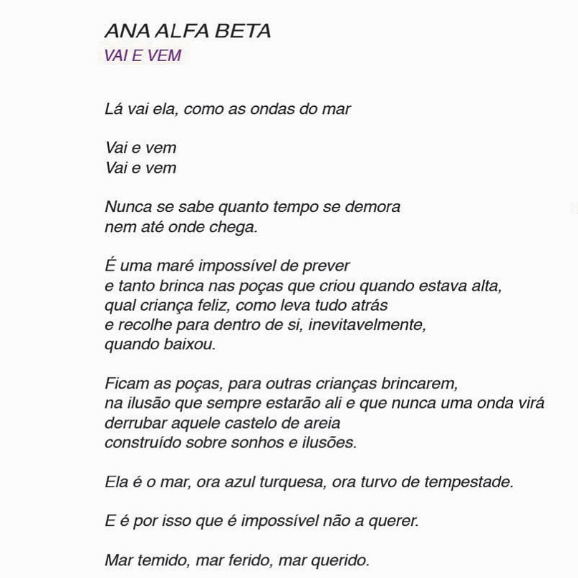 ANA ALFA BETA
VAI E VEM
Lá vai ela, como as ondas do mar
Vai e vem
Vai e vem
Nunca se sabe quanto tempo se demora
nem até onde chega.
É uma maré impossível de prever
e tanto brinca nas poças que criou quando estava alta,
qual criança feliz, como leva tudo atrás
e recolhe para dentro de si, inevitavelmente,
quando baixou.
Ficam as poças, para outras crianças brincarem,
na ilusão que sempre estarão ali e que nunca uma onda virá
derrubar aquele castelo de areia
construído sobre sonhos e ilusões.
Ela é o mar, ora azul turquesa, ora turvo de tempestade.
E é por isso que é impossível não a querer.
Mar temido, mar ferido, mar querido.